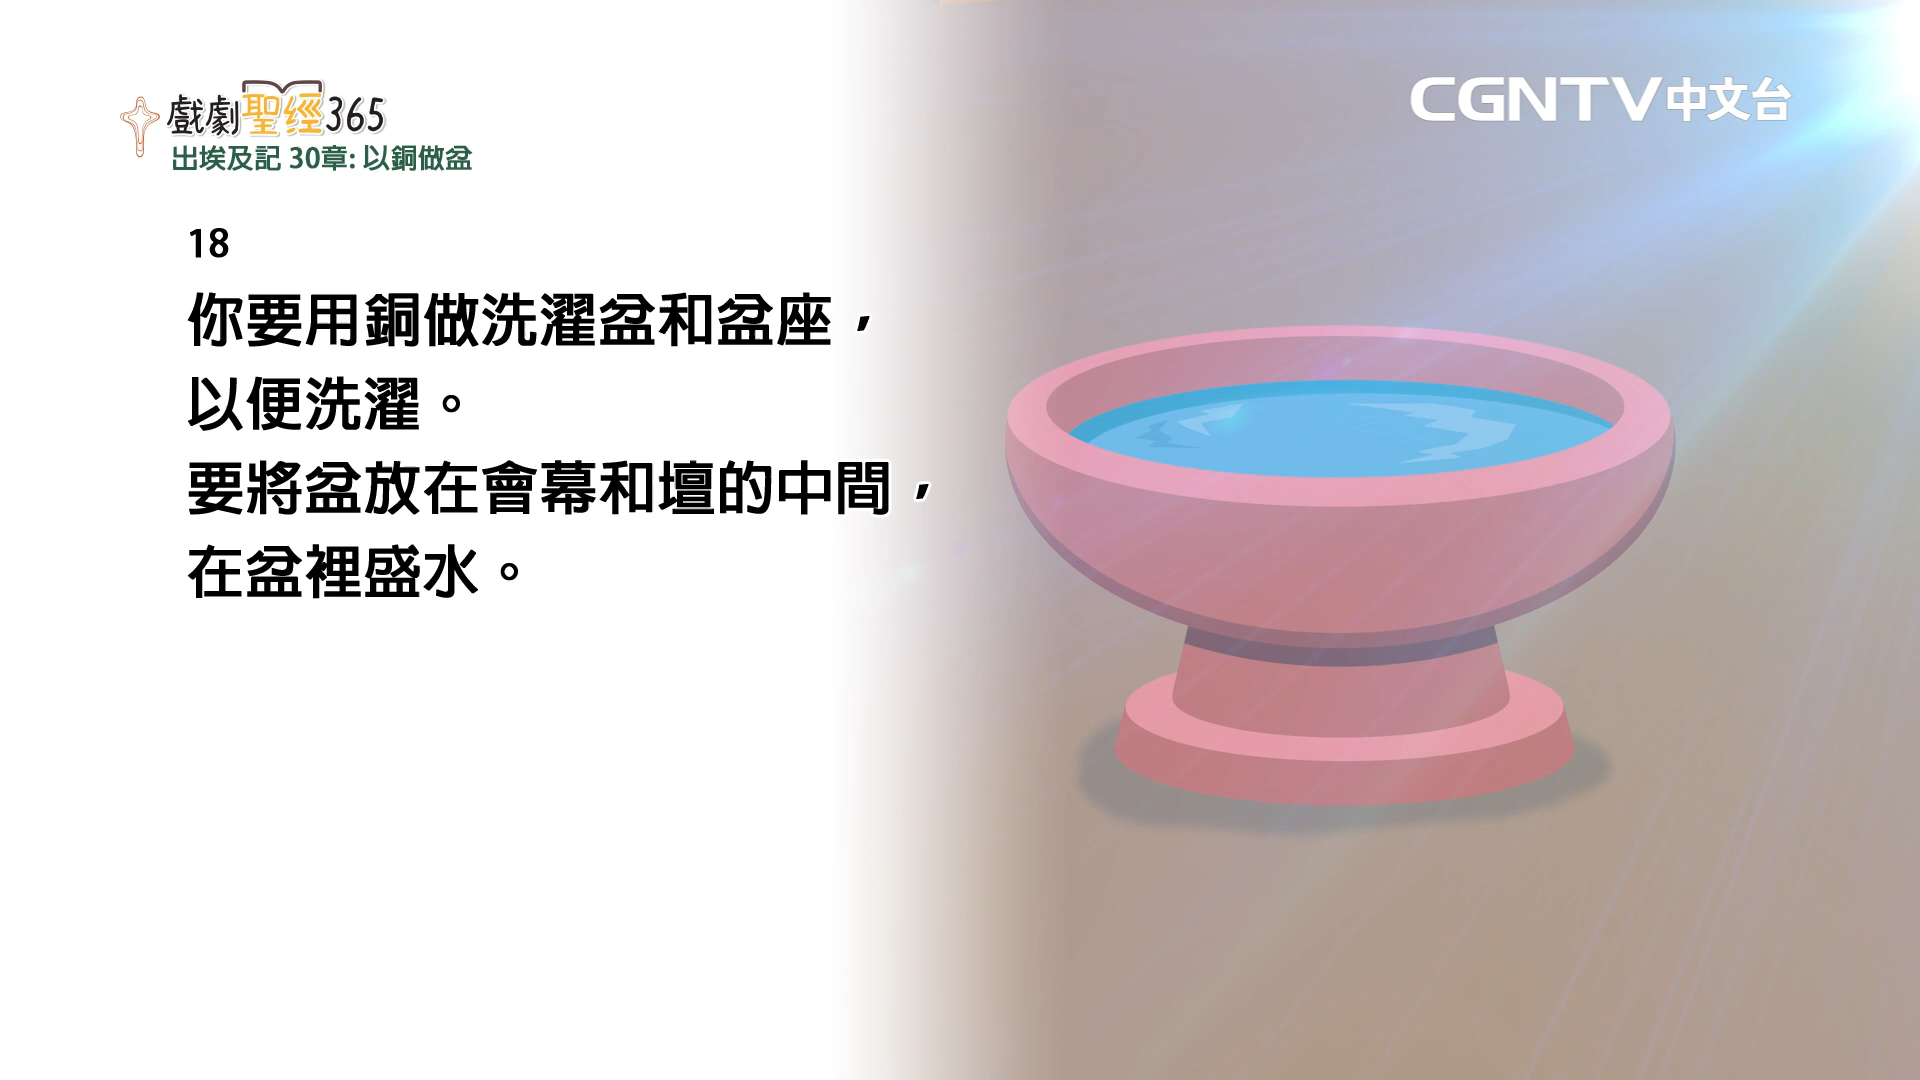 戲劇聖經365
出埃及記 30章: 以銅做盆
CGNTV中文台
18
你要用銅做洗濯盆和盆座，
以便洗濯。
要將盆放在會幕和壇的中間，
在盆裡盛水。